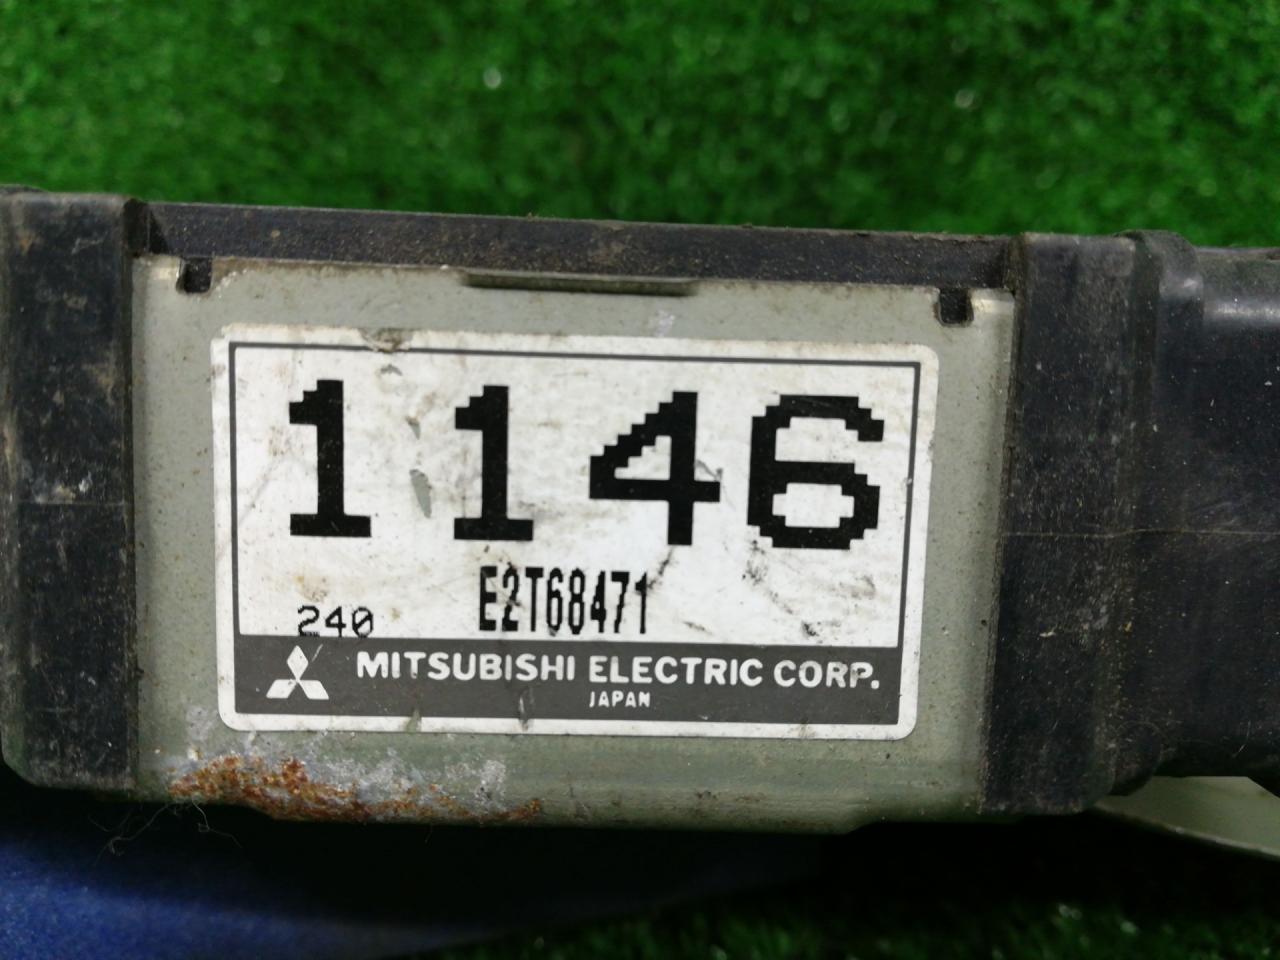 1146
E2T68471
240
MITSUBISHI ELECTRIC CORP.
JAPAN